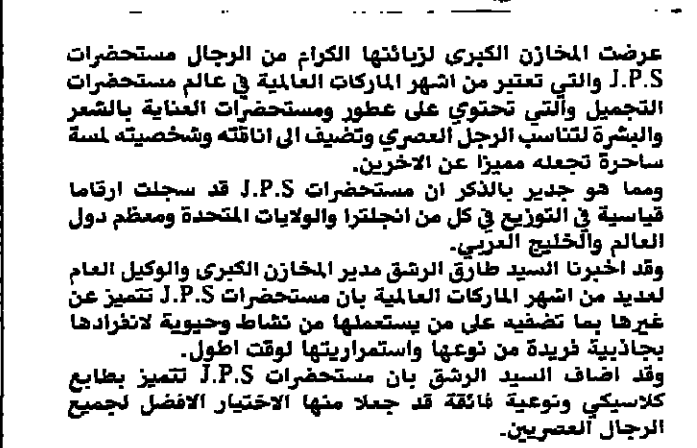 عرضت المخازن الكبرى لزبائنها الكرام من الرجال مستحضرات
J.P.S والتي تعتبر من اشهر الماركات العالمية في عالم مستحضرات
التجميل والتي تحتوي على عطور ومستحضرات العناية بالشعر
والبشرة لتتاسب الرجل العصري وتضيف الى اناقته وشخصيته لمسة
ساحرة تجعله مميزا عن الاخرين.
ومما هو جدير بالذكر ان مستحضرات J.P.S قد سجلت ارقاما
قياسية في التوزيع في كل من انجلترا والولايات المتحدة ومعظم دول
العالم والخليج العربي.
وقد اخبرنا السيد طارق الرشق مدير المخازن الكبرى والوكيل العام
لعديد من اشهر الماركات العالمية بان مستحضرات J.P.S تتميز عن
غيرها بما تضفيه على من يستعملها من نشاط وحيوية لانفرادها
بجاذبية فريدة من نوعها واستمراريتها لوقت اطول.
وقد اضاف السيد الرشق بان مستحضرات J.P.S تتميز بطابع
كلاسيكي ونوعية فائقة قد جعلا منها الاختيار الافضل لجميع
الرجال العصريين.